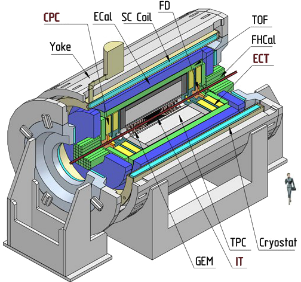 FD
ECal SC Coil
CPC
TOF
Yoke
FHCal
ECT
TPC Cryostat
GEM
IT